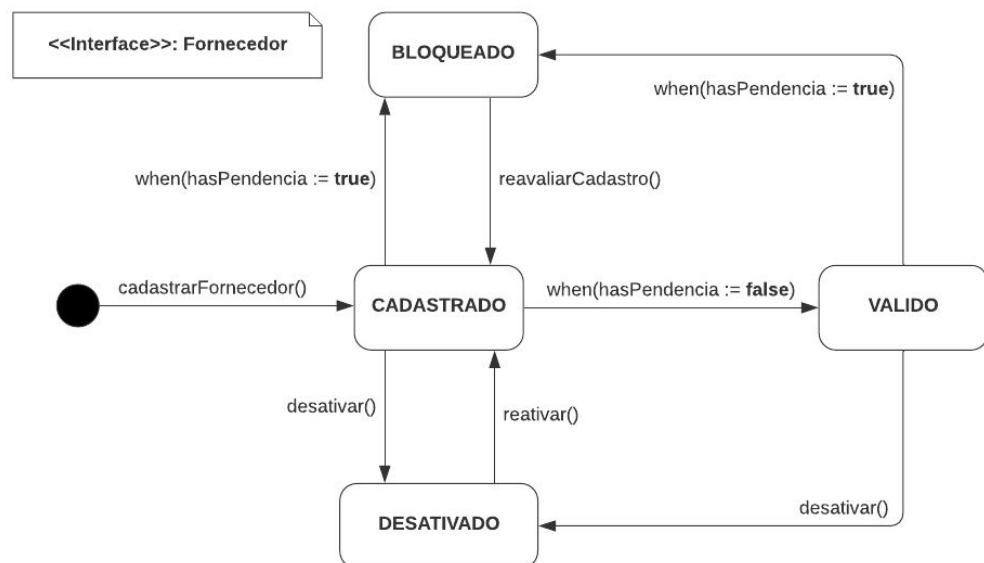 <<Interface>>: Fornecedor
BLOQUEADO
when(hasPendencia := true)
when(hasPendencia := true)
reavaliarCadastro()
cadastrarFornecedor()
CADASTRADO
when(hasPendencia := false)
VALIDO
desativar()
reativar()
DESATIVADO
desativar()